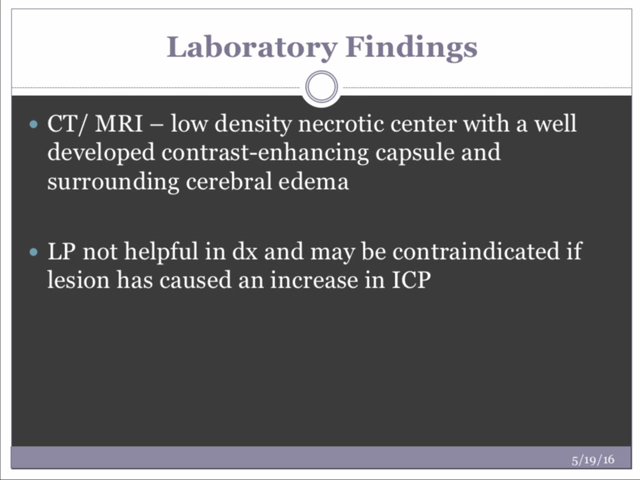 Laboratory Findings
• CT/ MRI – low density necrotic center with a well
developed contrast-enhancing capsule and
surrounding cerebral edema
• LP not helpful in dx and may be contraindicated if
lesion has caused an increase in ICP
5/19/16